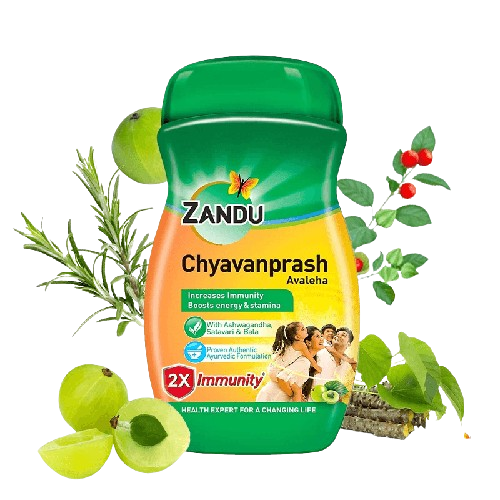 ZANDU
Chyavanprash
Avaleha
Increases Immunity
Boosts energy & stamina
With Ashwagandha,
Satavari & Bala
Proven Authentic
Ayurvedic Formulation
2X Immunity*
HEALTH EXPERT FOR A CHANGING LIFE